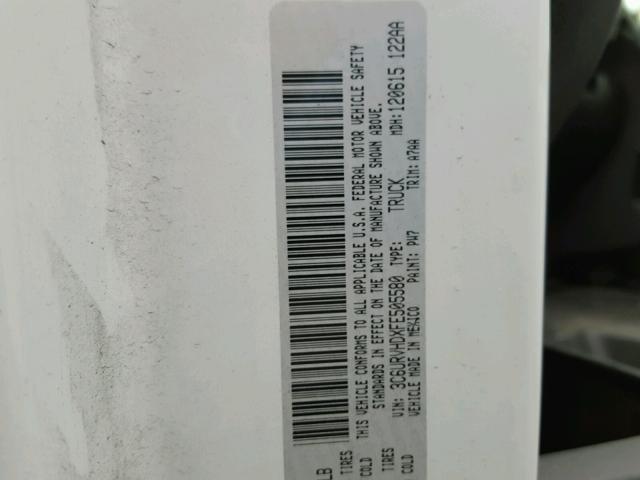 LB
TIRES
COLD
THIS VEHICLE CONFORMS TO ALL APPLICABLE U.S.A. FEDERAL MOTOR VEHICLE SAFETY
STANDARDS IN EFFECT ON THE DATE OF MANUFACTURE SHOWN ABOVE.
TIRES
COLD
VIN: 3C6URVHDXFE505580 TYPE: TRUCK MDH: 120615 122AA
VEHICLE MADE IN MEXICO PAINT: PW7 TRIM: A7AA